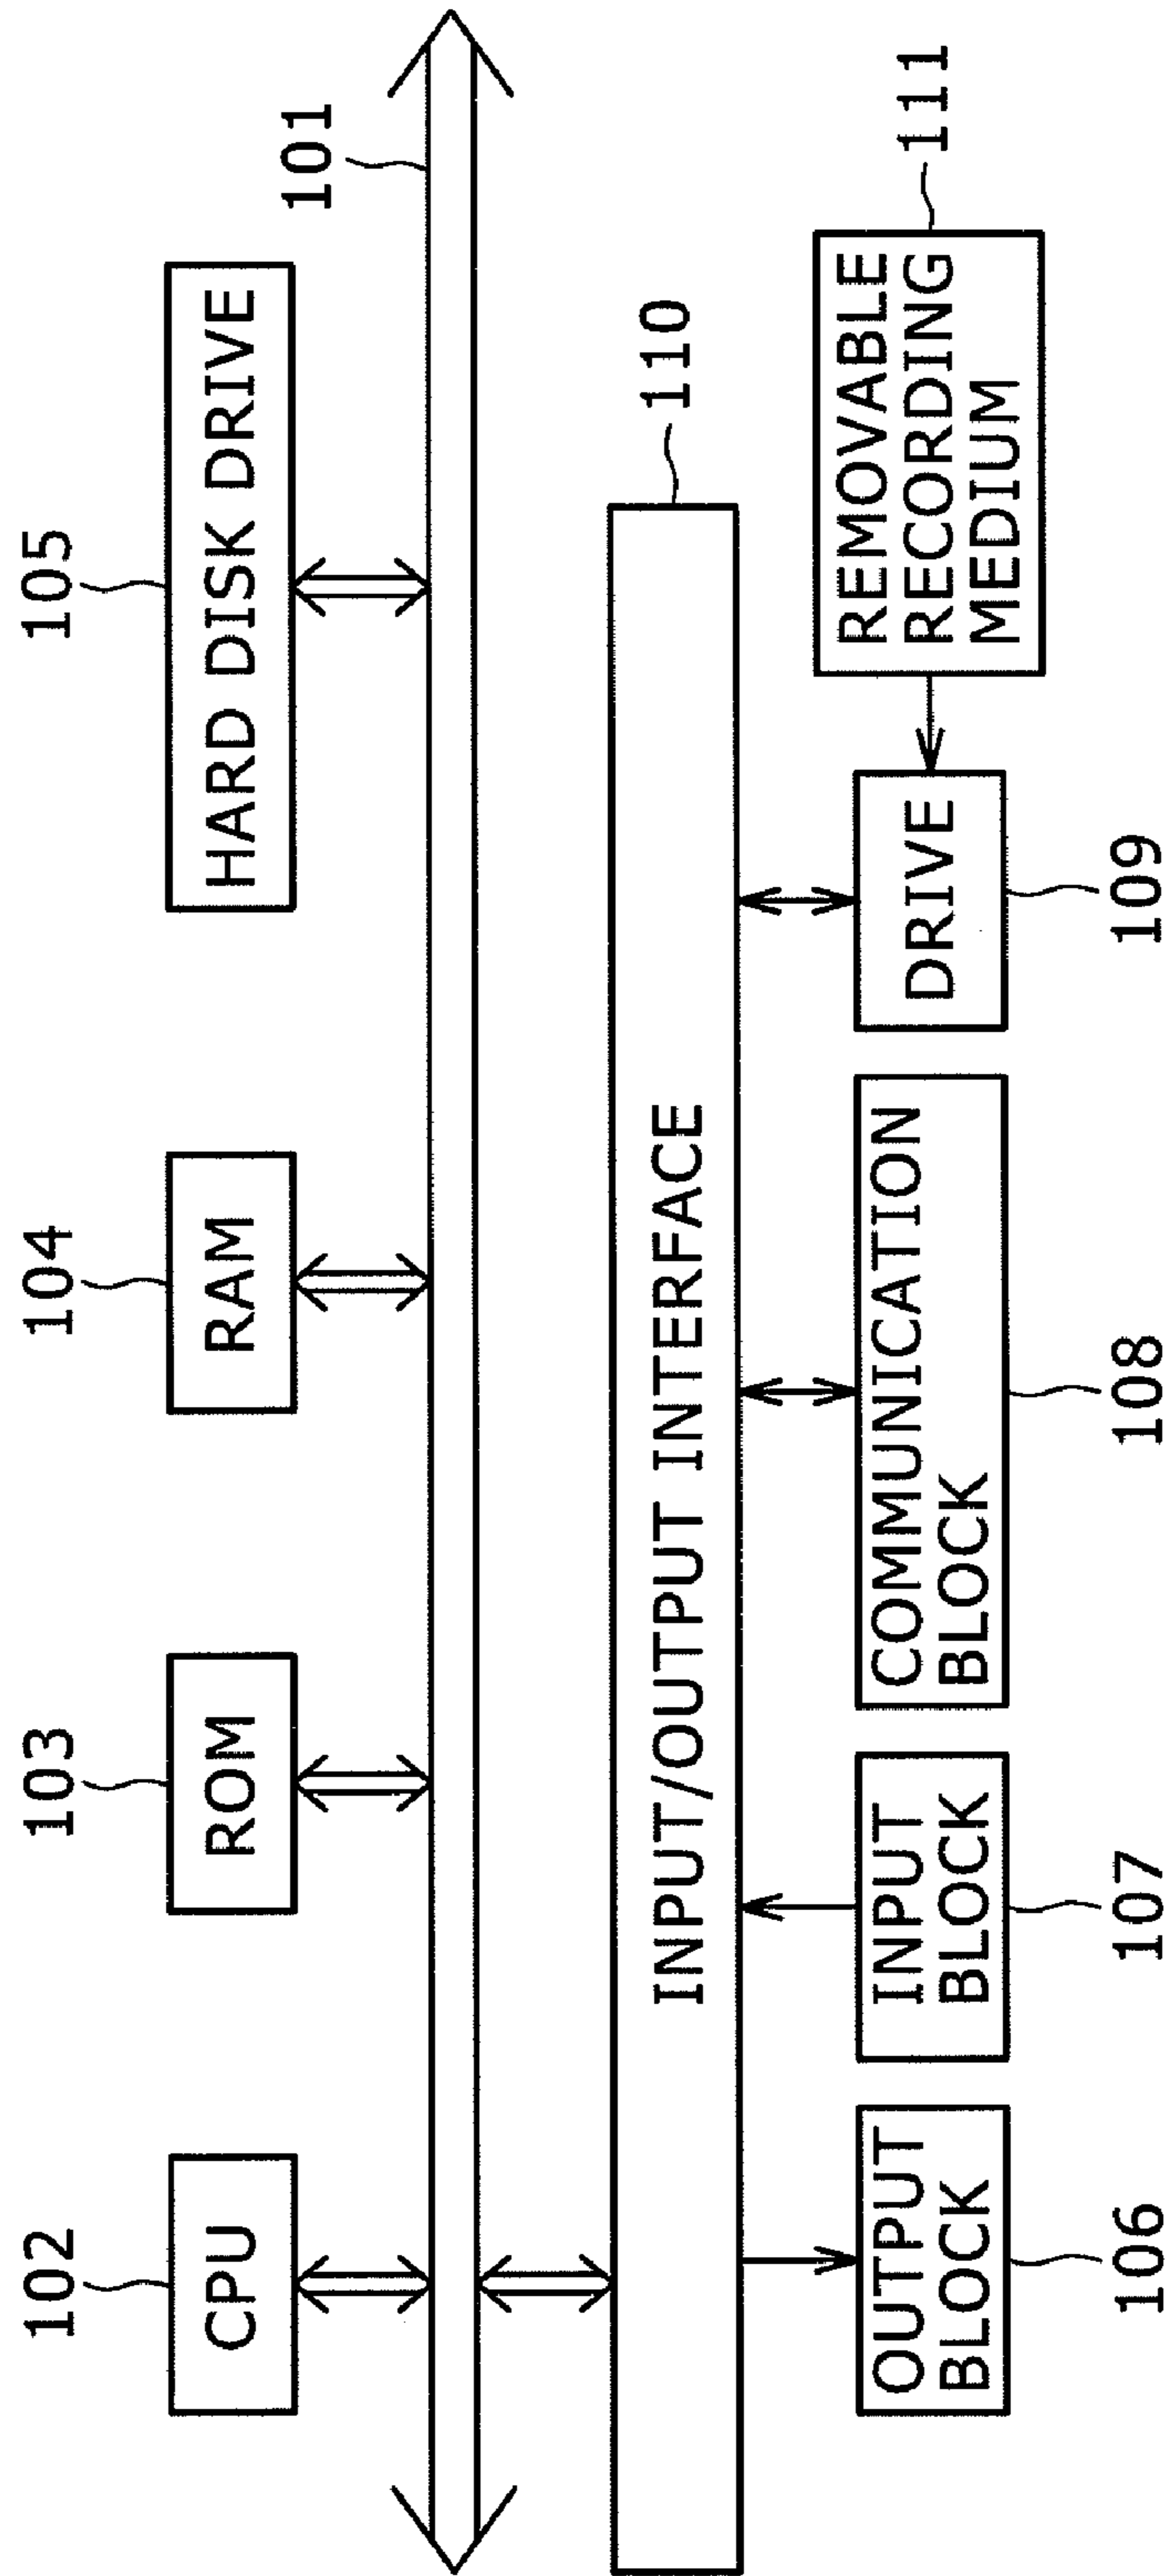 102
103
104
105
CPU
ROM
RAM
HARD DISK DRIVE
101
110
INPUT/OUTPUT INTERFACE
OUTPUT
BLOCK
INPUT
BLOCK
COMMUNICATION
BLOCK
DRIVE
REMOVABLE
RECORDING
MEDIUM
111
106
107
108
109